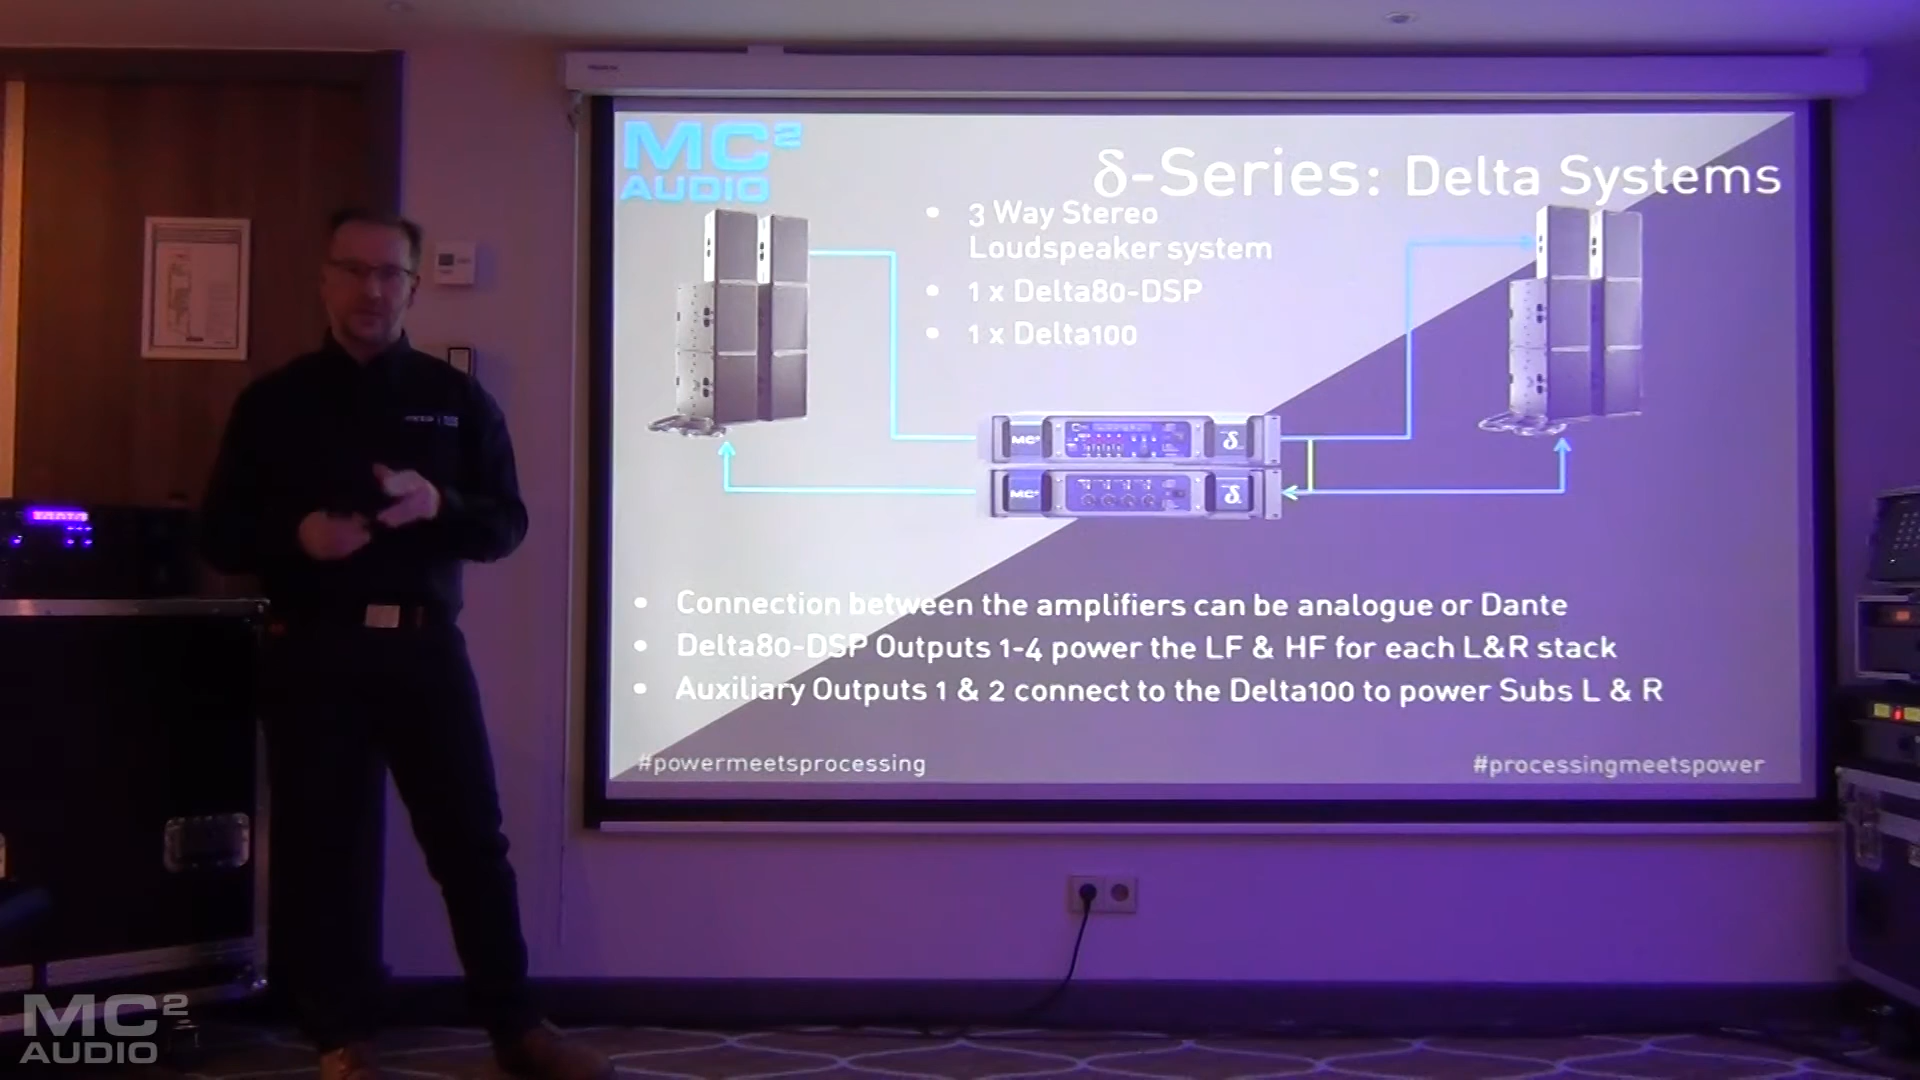 MC²
AUDIO
δ-Series: Delta Systems
• 3 Way Stereo
Loudspeaker system
• 1 x Delta80-DSP
• 1 x Delta100
MC²
δ
MC²
δ
• Connection between the amplifiers can be analogue or Dante
• Delta80-DSP Outputs 1-4 power the LF & HF for each L&R stack
• Auxiliary Outputs 1 & 2 connect to the Delta100 to power Subs L & R
#powermeetsprocessing
#processingmeetspower
MC²
AUDIO